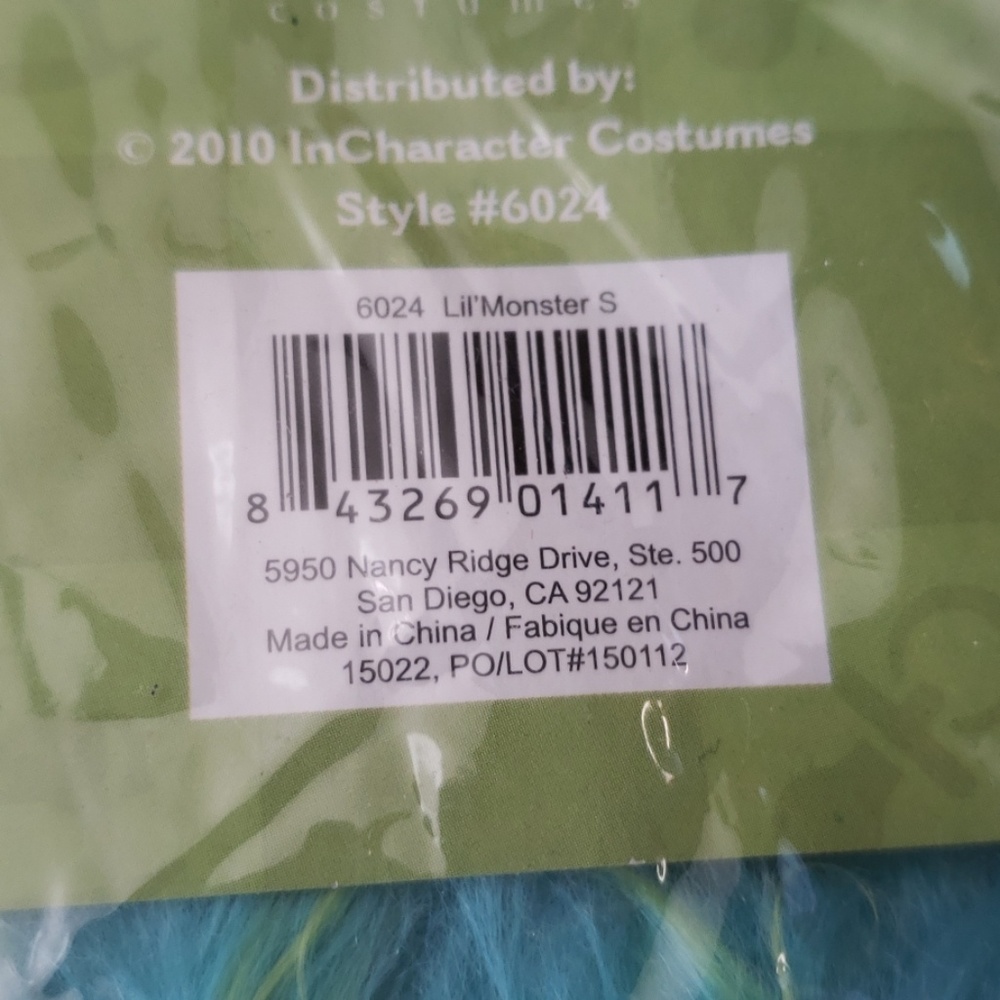 costumes
Distributed by:
© 2010 InCharacter Costumes
Style #6024
6024 Lil'Monster S
8 43269 01411 7
5950 Nancy Ridge Drive, Ste. 500
San Diego, CA 92121
Made in China / Fabique en China
15022, PO/LOT#150112